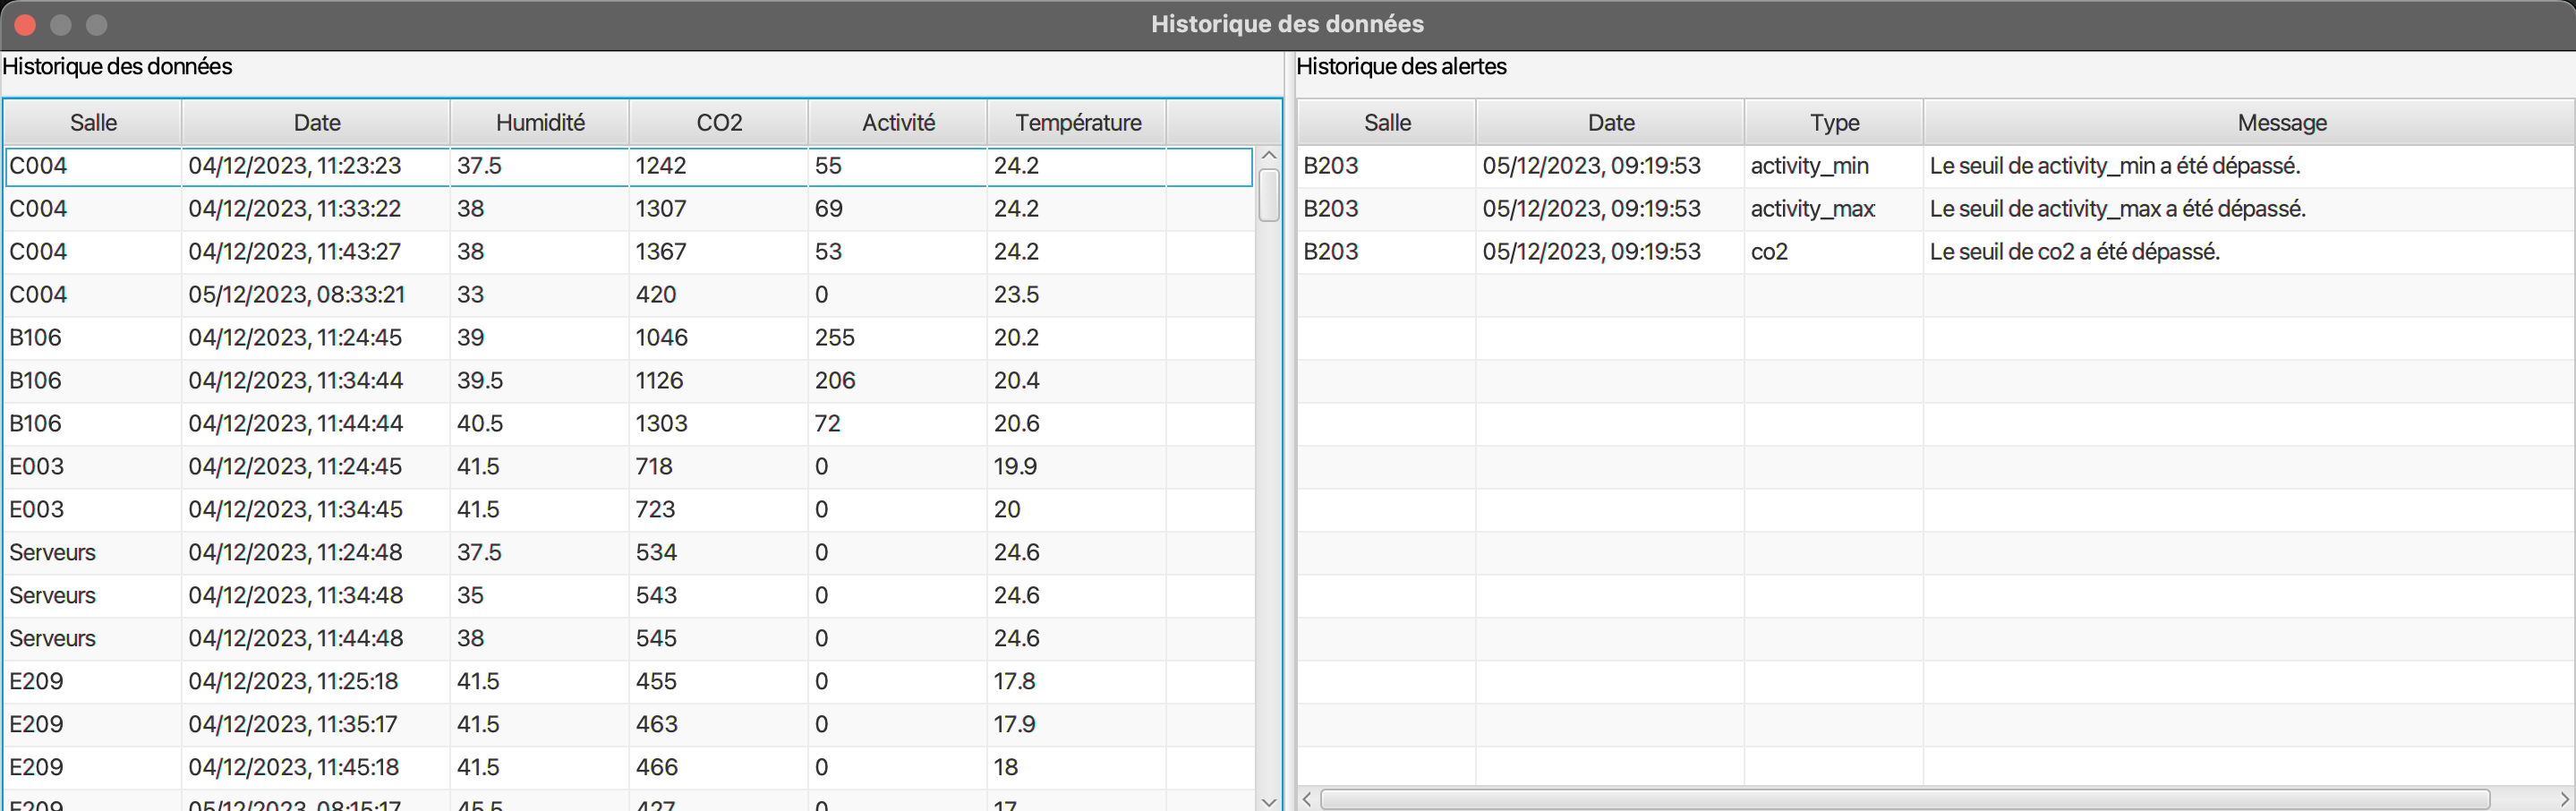 Historique des données
Historique des données
Salle Date Humidité CO2 Activité Température
C004 04/12/2023, 11:23:23 37.5 1242 55 24.2
C004 04/12/2023, 11:33:22 38 1307 69 24.2
C004 04/12/2023, 11:43:27 38 1367 53 24.2
C004 05/12/2023, 08:33:21 33 420 0 23.5
B106 04/12/2023, 11:24:45 39 1046 255 20.2
B106 04/12/2023, 11:34:44 39.5 1126 206 20.4
B106 04/12/2023, 11:44:44 40.5 1303 72 20.6
E003 04/12/2023, 11:24:45 41.5 718 0 19.9
E003 04/12/2023, 11:34:45 41.5 723 0 20
Serveurs 04/12/2023, 11:24:48 37.5 534 0 24.6
Serveurs 04/12/2023, 11:34:48 35 543 0 24.6
Serveurs 04/12/2023, 11:44:48 38 545 0 24.6
E209 04/12/2023, 11:25:18 41.5 455 0 17.8
E209 04/12/2023, 11:35:17 41.5 463 0 17.9
E209 04/12/2023, 11:45:18 41.5 466 0 18
E209 05/12/2023, 08:15:17 45.5 427 0 17
Historique des alertes
Salle Date Type Message
B203 05/12/2023, 09:19:53 activity_min Le seuil de activity_min a été dépassé.
B203 05/12/2023, 09:19:53 activity_max Le seuil de activity_max a été dépassé.
B203 05/12/2023, 09:19:53 co2 Le seuil de co2 a été dépassé.